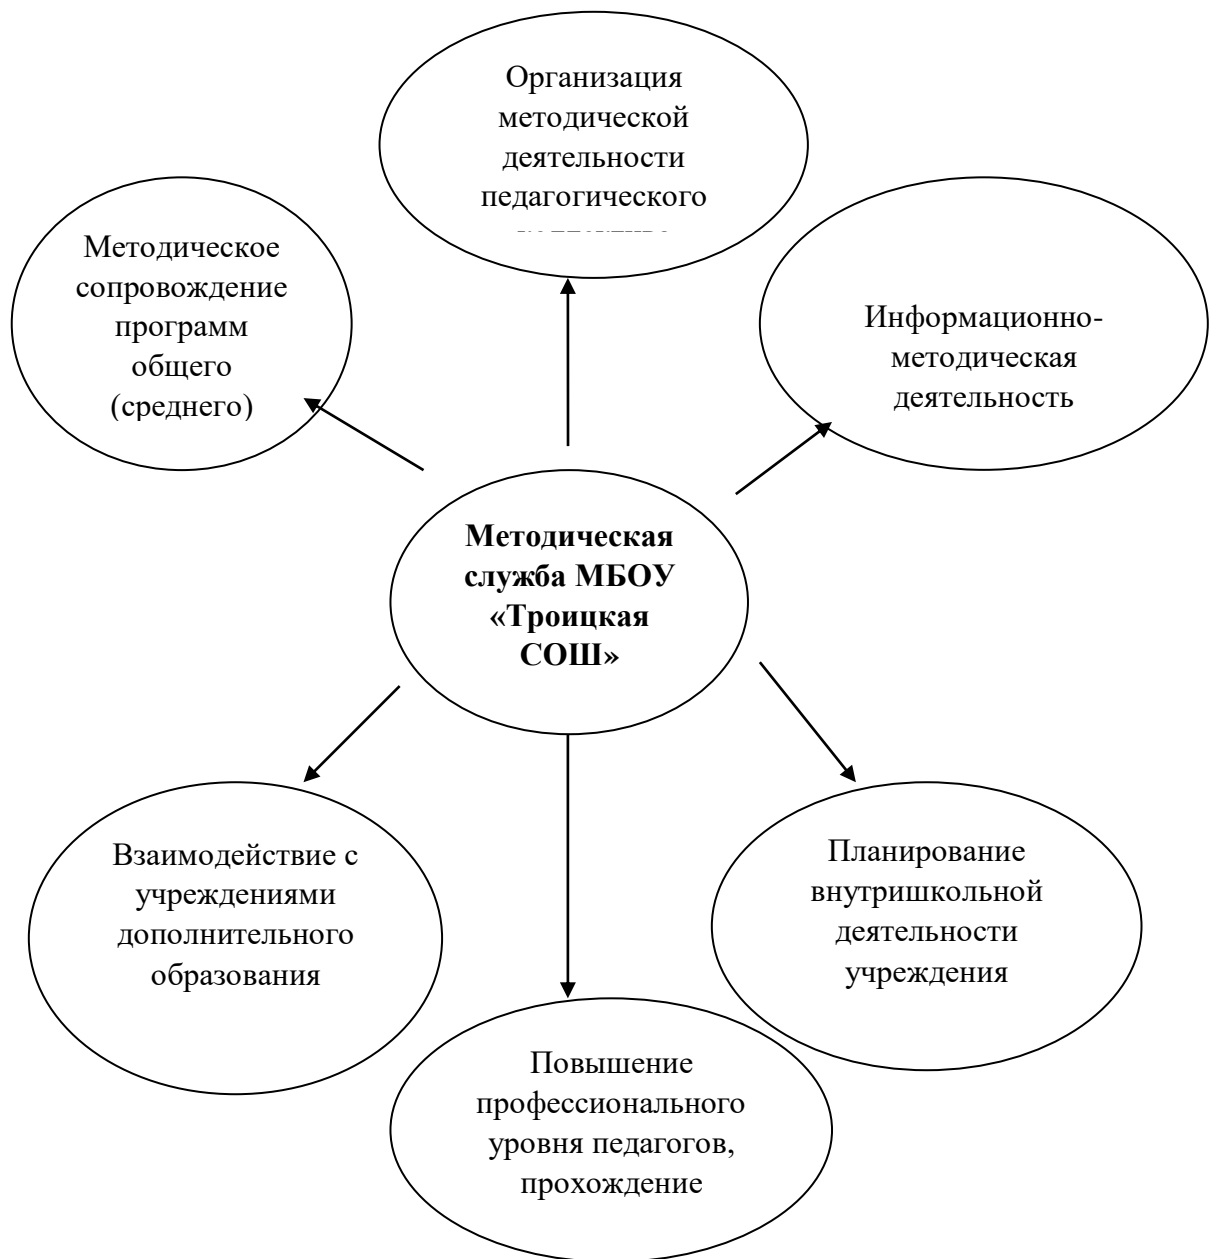 Организация
методической
деятельности
педагогического
Методическое
сопровождение
программ
общего
(среднего)
Информационно-
методическая
деятельность
Методическая
служба МБОУ
«Троицкая
СОШ»
Взаимодействие с
учреждениями
дополнительного
образования
Планирование
внутришкольной
деятельности
учреждения
Повышение
профессионального
уровня педагогов,
прохождение